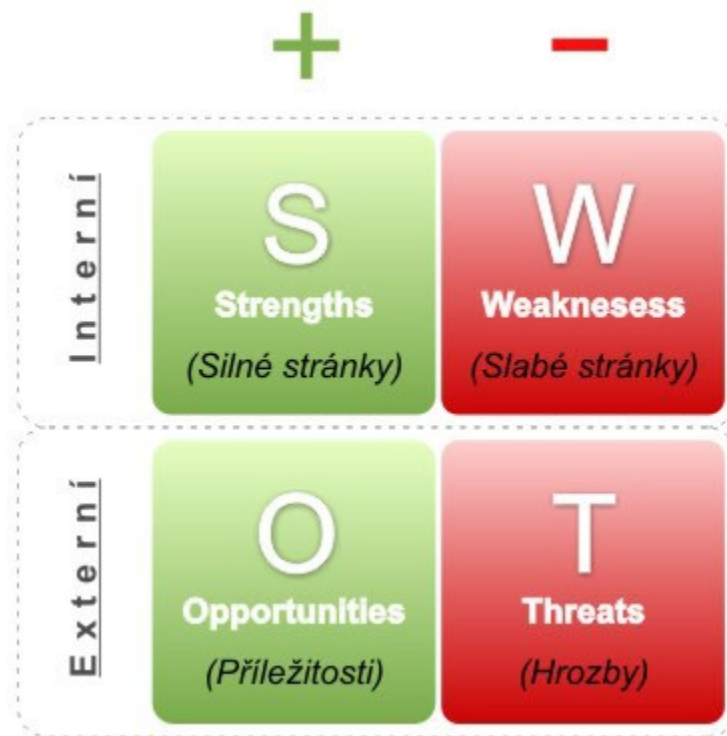 + −
Interní
S
Strengths
(Silné stránky)
W
Weaknesess
(Slabé stránky)
Externí
O
Opportunities
(Příležitosti)
T
Threats
(Hrozby)